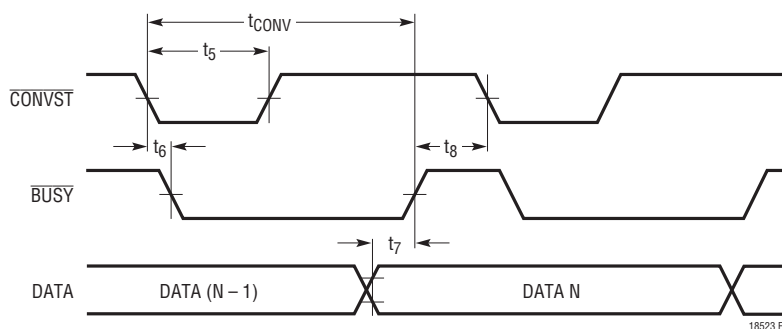 tCONV
t5
CONVST
t6
t8
BUSY
t7
DATA
DATA (N – 1)
DATA N
18523 F